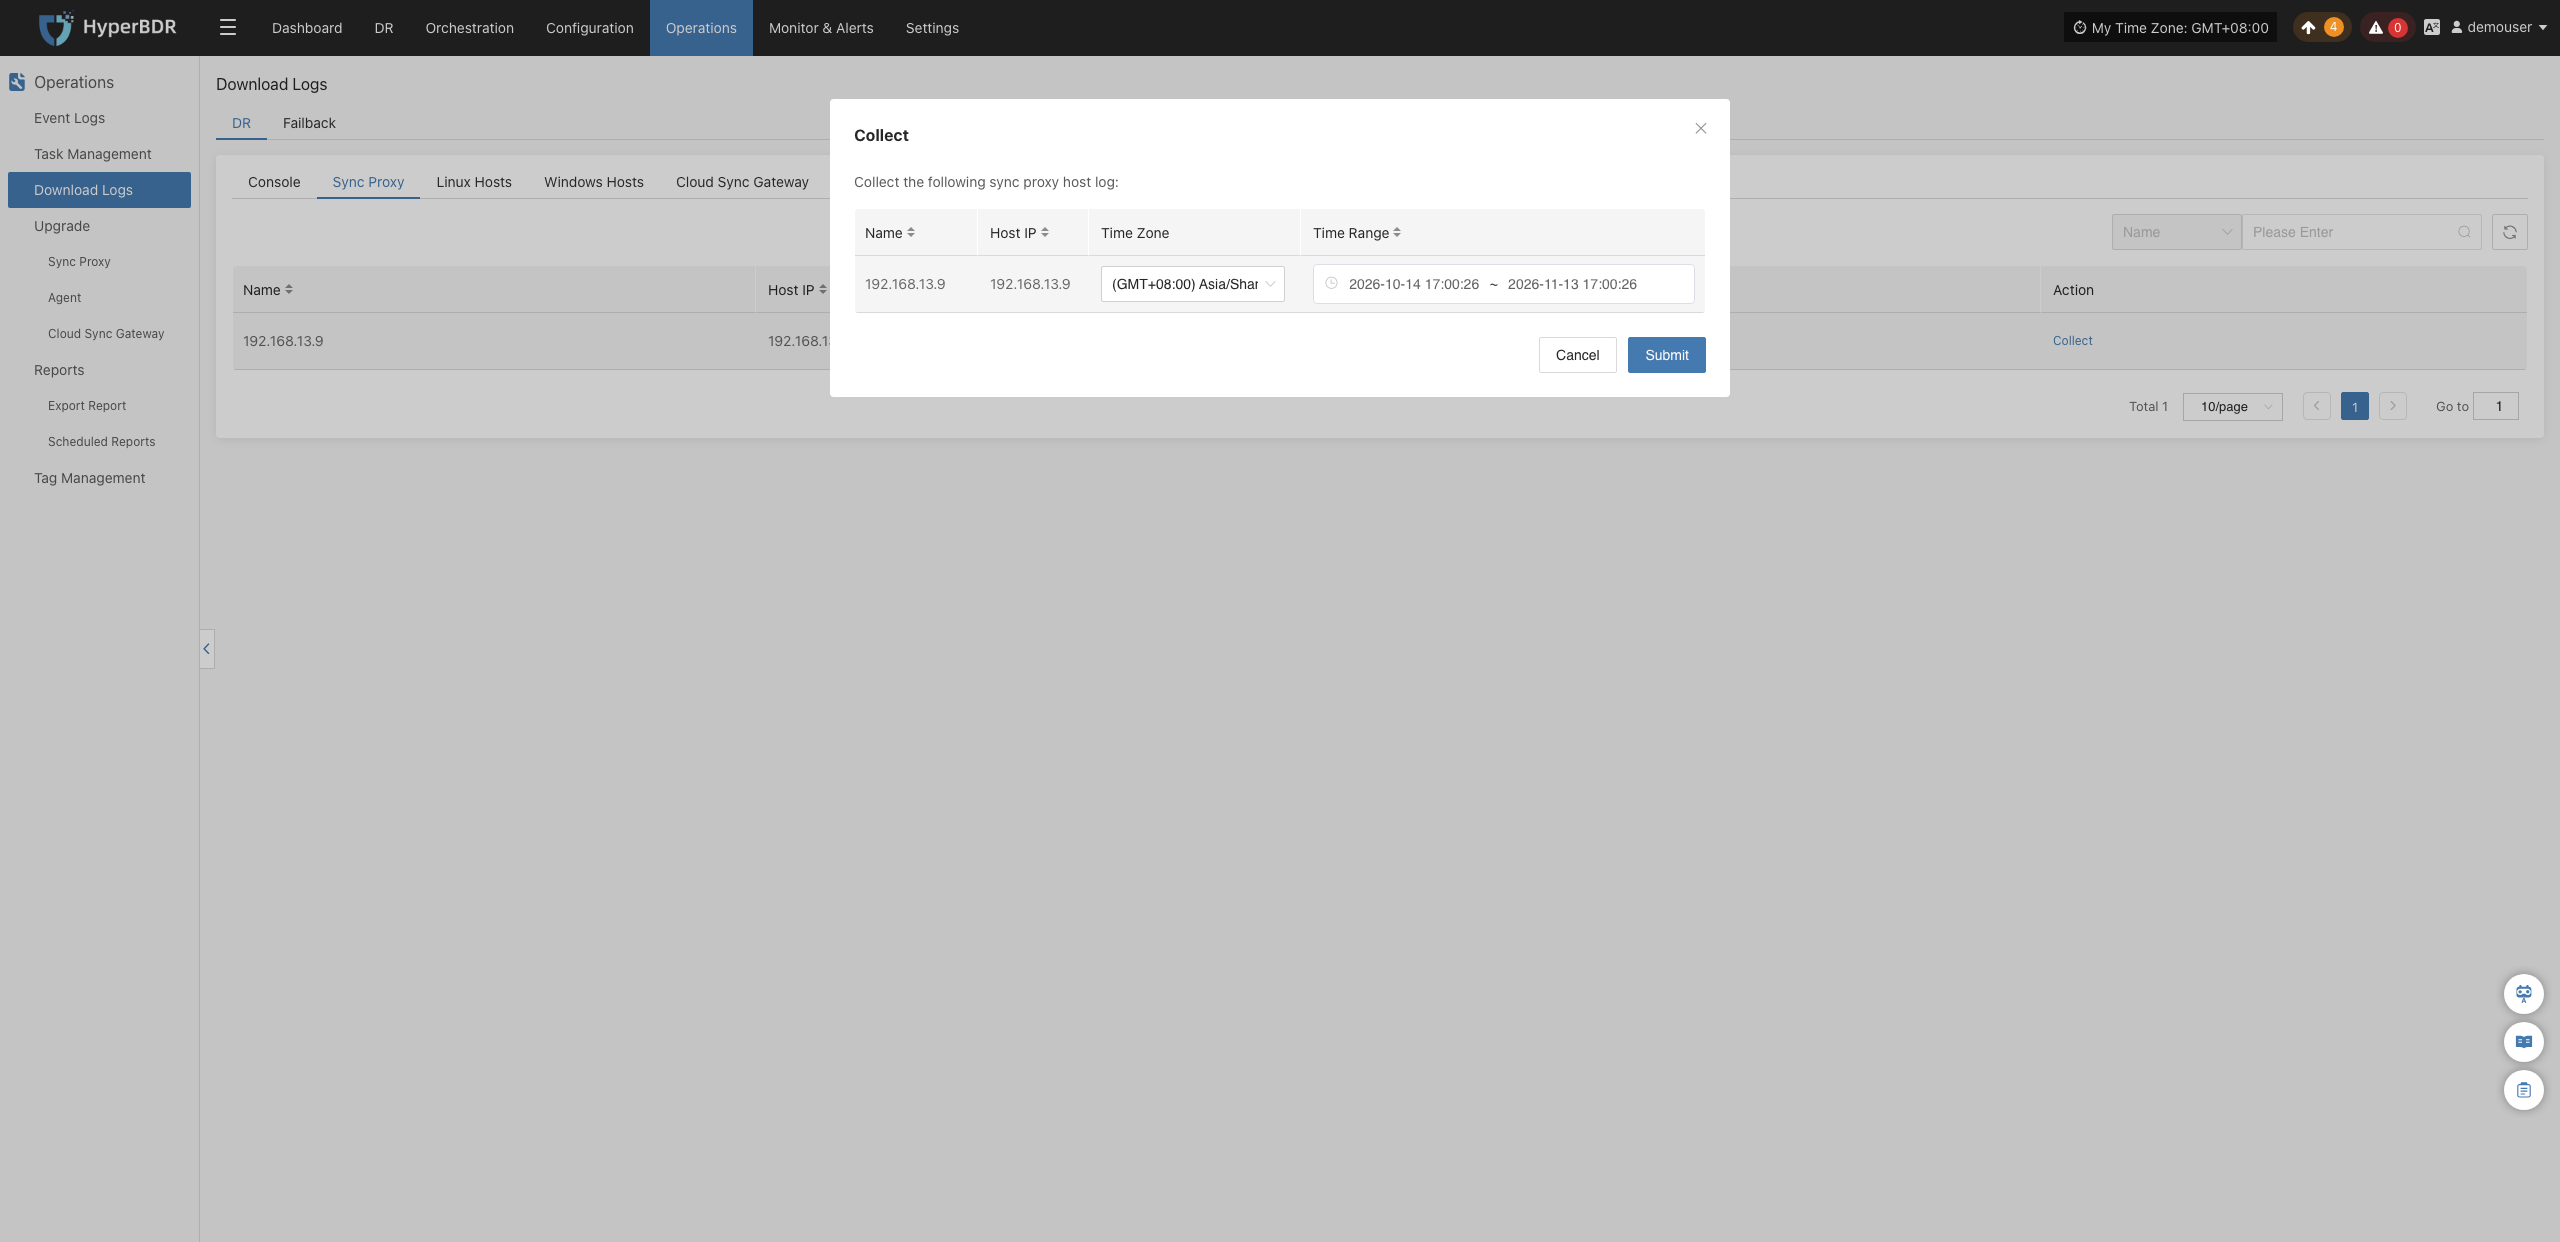 HyperBDR
Dashboard DR Orchestration Configuration Operations Monitor & Alerts Settings
My Time Zone: GMT+08:00 4 0 demouser
Operations
Event Logs
Task Management
Download Logs
Upgrade
Sync Proxy
Agent
Cloud Sync Gateway
Reports
Export Report
Scheduled Reports
Tag Management
Download Logs
DR Failback
Console Sync Proxy Linux Hosts Windows Hosts Cloud Sync Gateway
Name Please Enter
Name Host IP Action
192.168.13.9 192.168.1 Collect
Total 1 10/page 1 Go to 1
Collect
Collect the following sync proxy host log:
Name Host IP Time Zone Time Range
192.168.13.9 192.168.13.9 (GMT+08:00) Asia/Shar 2026-10-14 17:00:26 ~ 2026-11-13 17:00:26
Cancel Submit